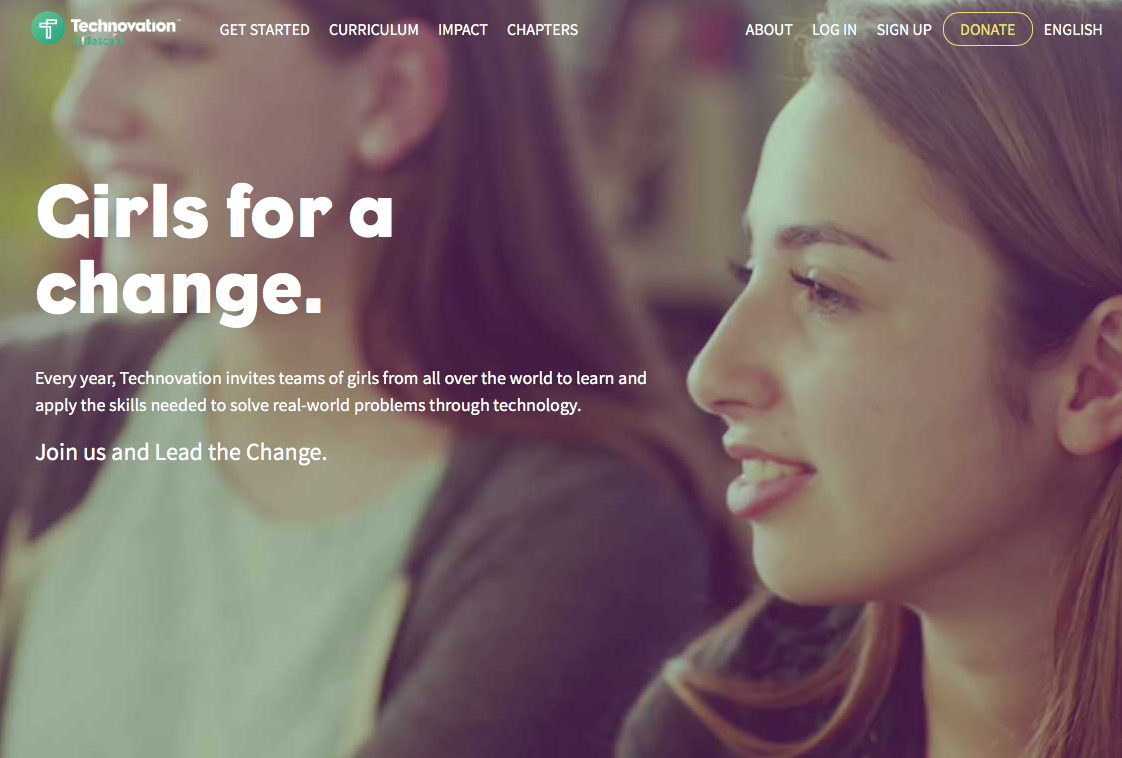 Technovation™
GET STARTED CURRICULUM IMPACT CHAPTERS
ABOUT LOG IN SIGN UP DONATE ENGLISH
Girls for a
change.
Every year, Technovation invites teams of girls from all over the world to learn and
apply the skills needed to solve real-world problems through technology.
Join us and Lead the Change.